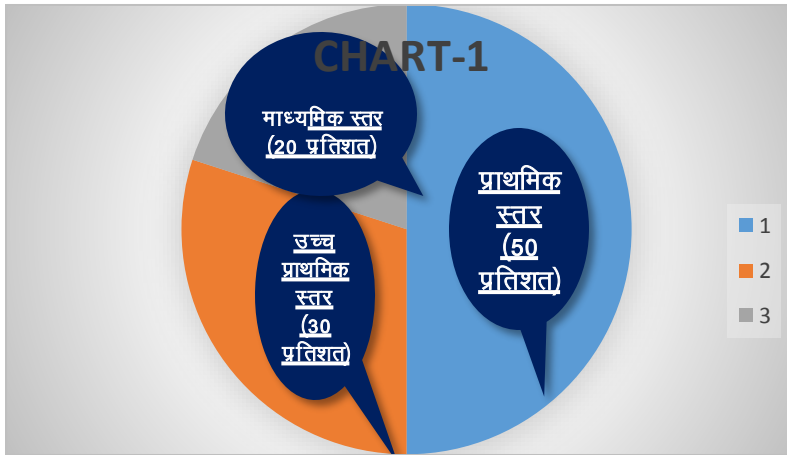 CHART-1
माध्यमिक स्तर
(20 प्रतिशत)
प्राथमिक
स्तर
(50
प्रतिशत)
उच्च
प्राथमिक
स्तर
(30
प्रतिशत)
1
2
3